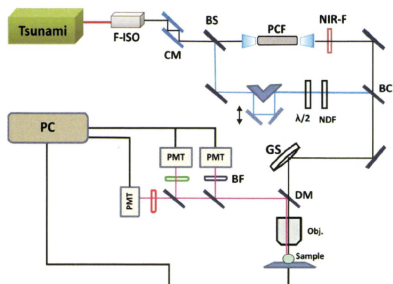 Tsunami
F-ISO
CM
BS
PCF
NIR-F
BC
λ/2
NDF
PC
PMT
PMT
BF
PMT
GS
DM
Obj.
Sample